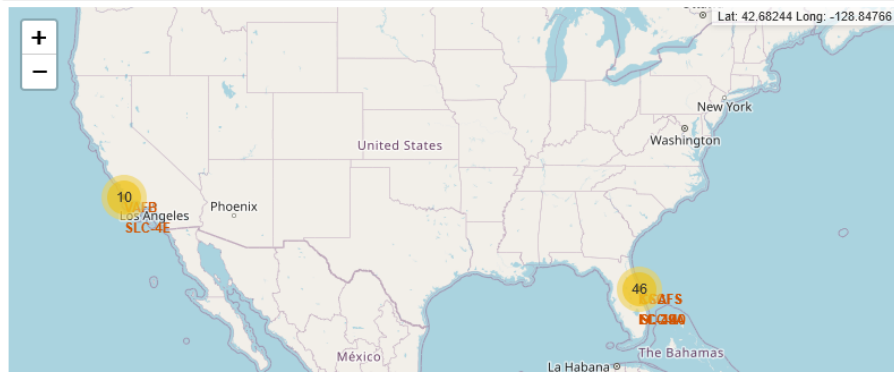 Lat: 42.68244 Long: -128.84766
+
−
New York
Washington
United States
10
VAFB
Los Angeles
SLC-4E
Phoenix
46
México
La Habana
The Bahamas